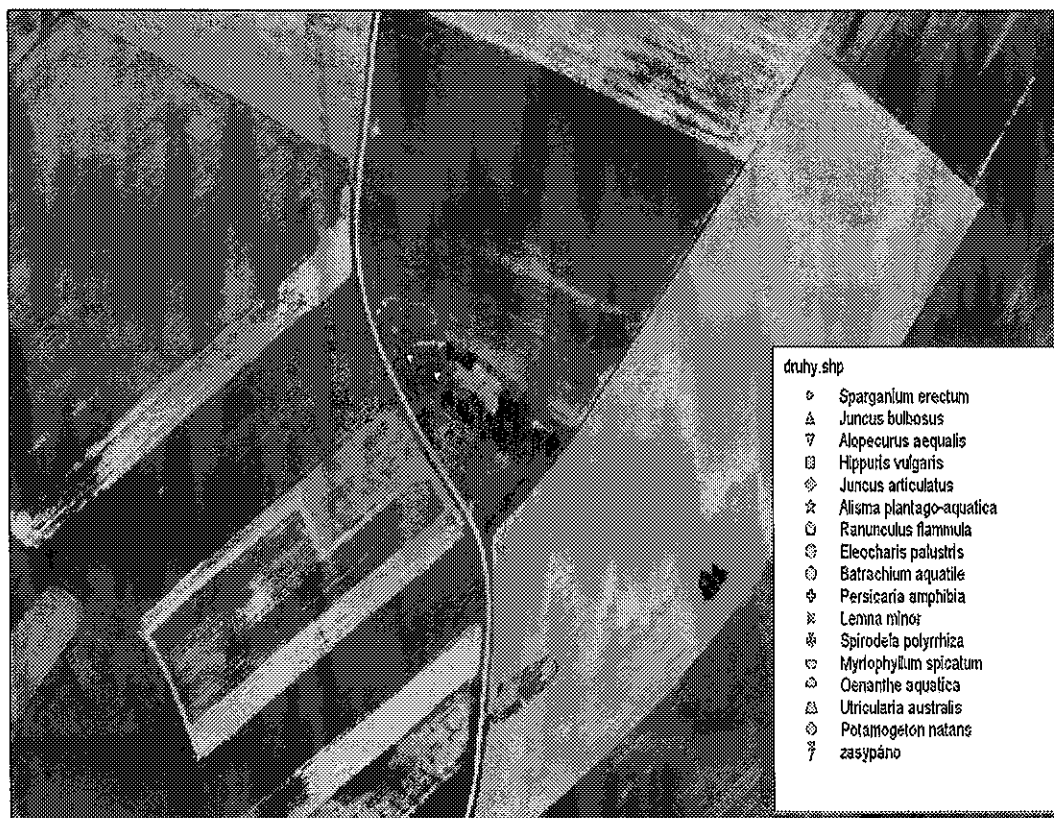 druhy.shp
Sparganium erectum
Juncus bulbosus
Alopecurus aequalis
Hippuris vulgaris
Juncus articulatus
Alisma plantago-aquatica
Ranunculus flammula
Eleocharis palustris
Batrachium aquatile
Persicaria amphibia
Lemna minor
Spirodela polyrrhiza
Myriophyllum spicatum
Oenanthe aquatica
Utricularia australis
Potamogeton natans
zasypáno